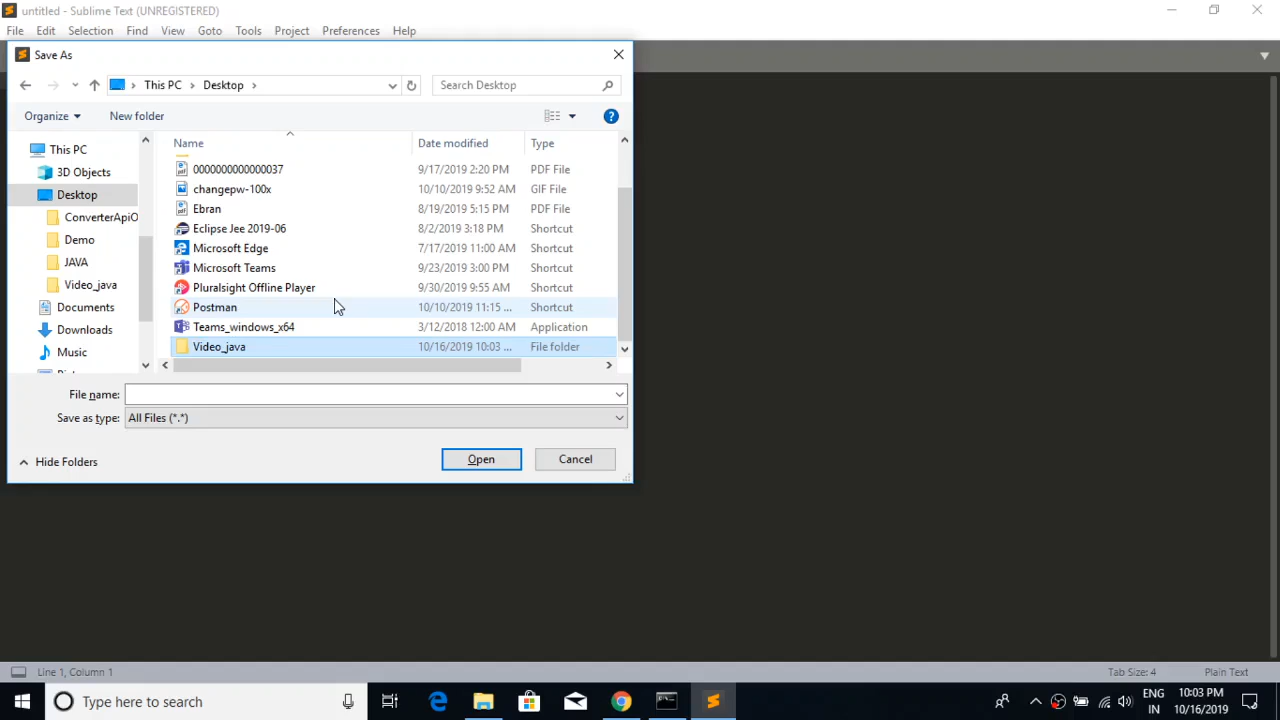 untitled - Sublime Text (UNREGISTERED)
File Edit Selection Find View Goto Tools Project Preferences Help
Save As
This PC Desktop
Search Desktop
Organize New folder
Name Date modified Type
This PC
3D Objects
Desktop
ConverterApiO
Demo
JAVA
Video_java
Documents
Downloads
Music
0000000000000037 9/17/2019 2:20 PM PDF File
changepw-100x 10/10/2019 9:52 AM GIF File
Ebran 8/19/2019 5:15 PM PDF File
Eclipse Jee 2019-06 8/2/2019 3:18 PM Shortcut
Microsoft Edge 7/17/2019 11:00 AM Shortcut
Microsoft Teams 9/23/2019 3:00 PM Shortcut
Pluralsight Offline Player 9/30/2019 9:55 AM Shortcut
Postman 10/10/2019 11:15 ... Shortcut
Teams_windows_x64 3/12/2018 12:00 AM Application
Video_java 10/16/2019 10:03 ... File folder
File name:
Save as type: All Files (*.*)
Hide Folders
Open Cancel
Line 1, Column 1
Tab Size: 4 Plain Text
Type here to search
ENG
IN
10:03 PM
10/16/2019